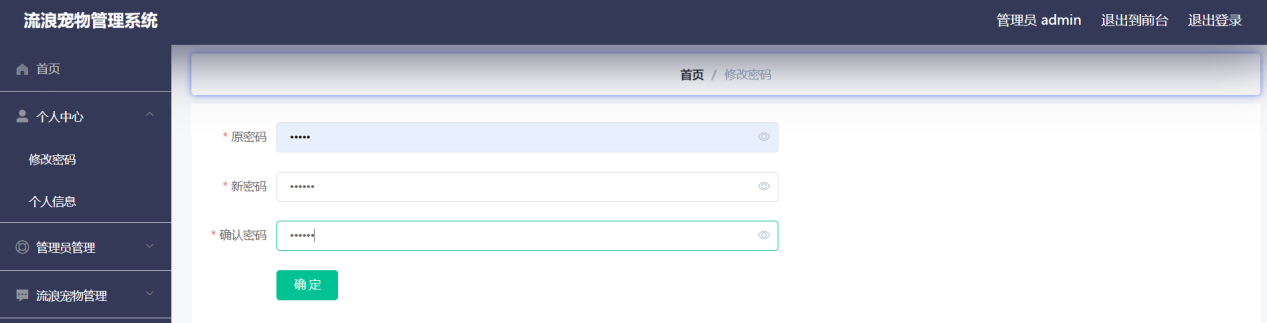 流浪宠物管理系统
管理员 admin 退出到前台 退出登录
首页
首页 / 修改密码
个人中心
修改密码
个人信息
管理员管理
流浪宠物管理
* 原密码 •••••
* 新密码 ••••••
* 确认密码 ••••••
确 定